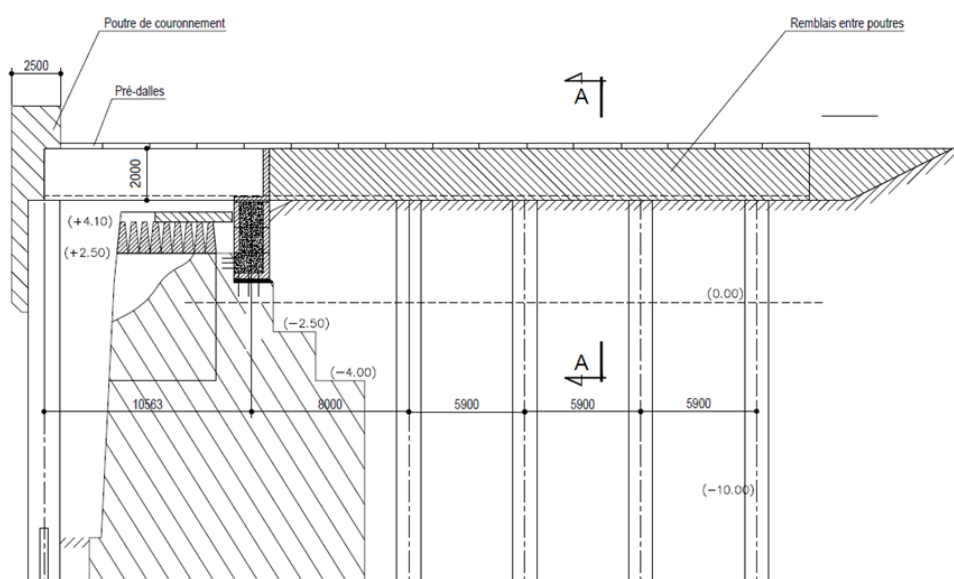 Poutre de couronnement
Remblais entre poutres
2500
Pré-dalles
A
2000
(+4.10)
(+2.50)
(0.00)
(−2.50)
A
(−4.00)
10563
8000
5900
5900
5900
(−10.00)